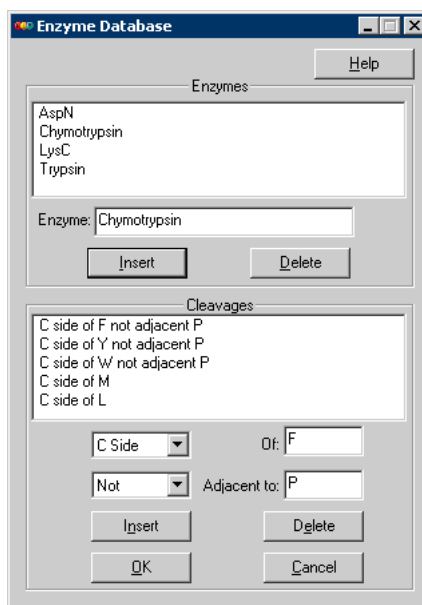 Enzyme Database
Help
Enzymes
AspN
Chymotrypsin
LysC
Trypsin
Enzyme: Chymotrypsin
Insert Delete
Cleavages
C side of F not adjacent P
C side of Y not adjacent P
C side of W not adjacent P
C side of M
C side of L
C Side Of: F
Not Adjacent to: P
Insert Delete
OK Cancel